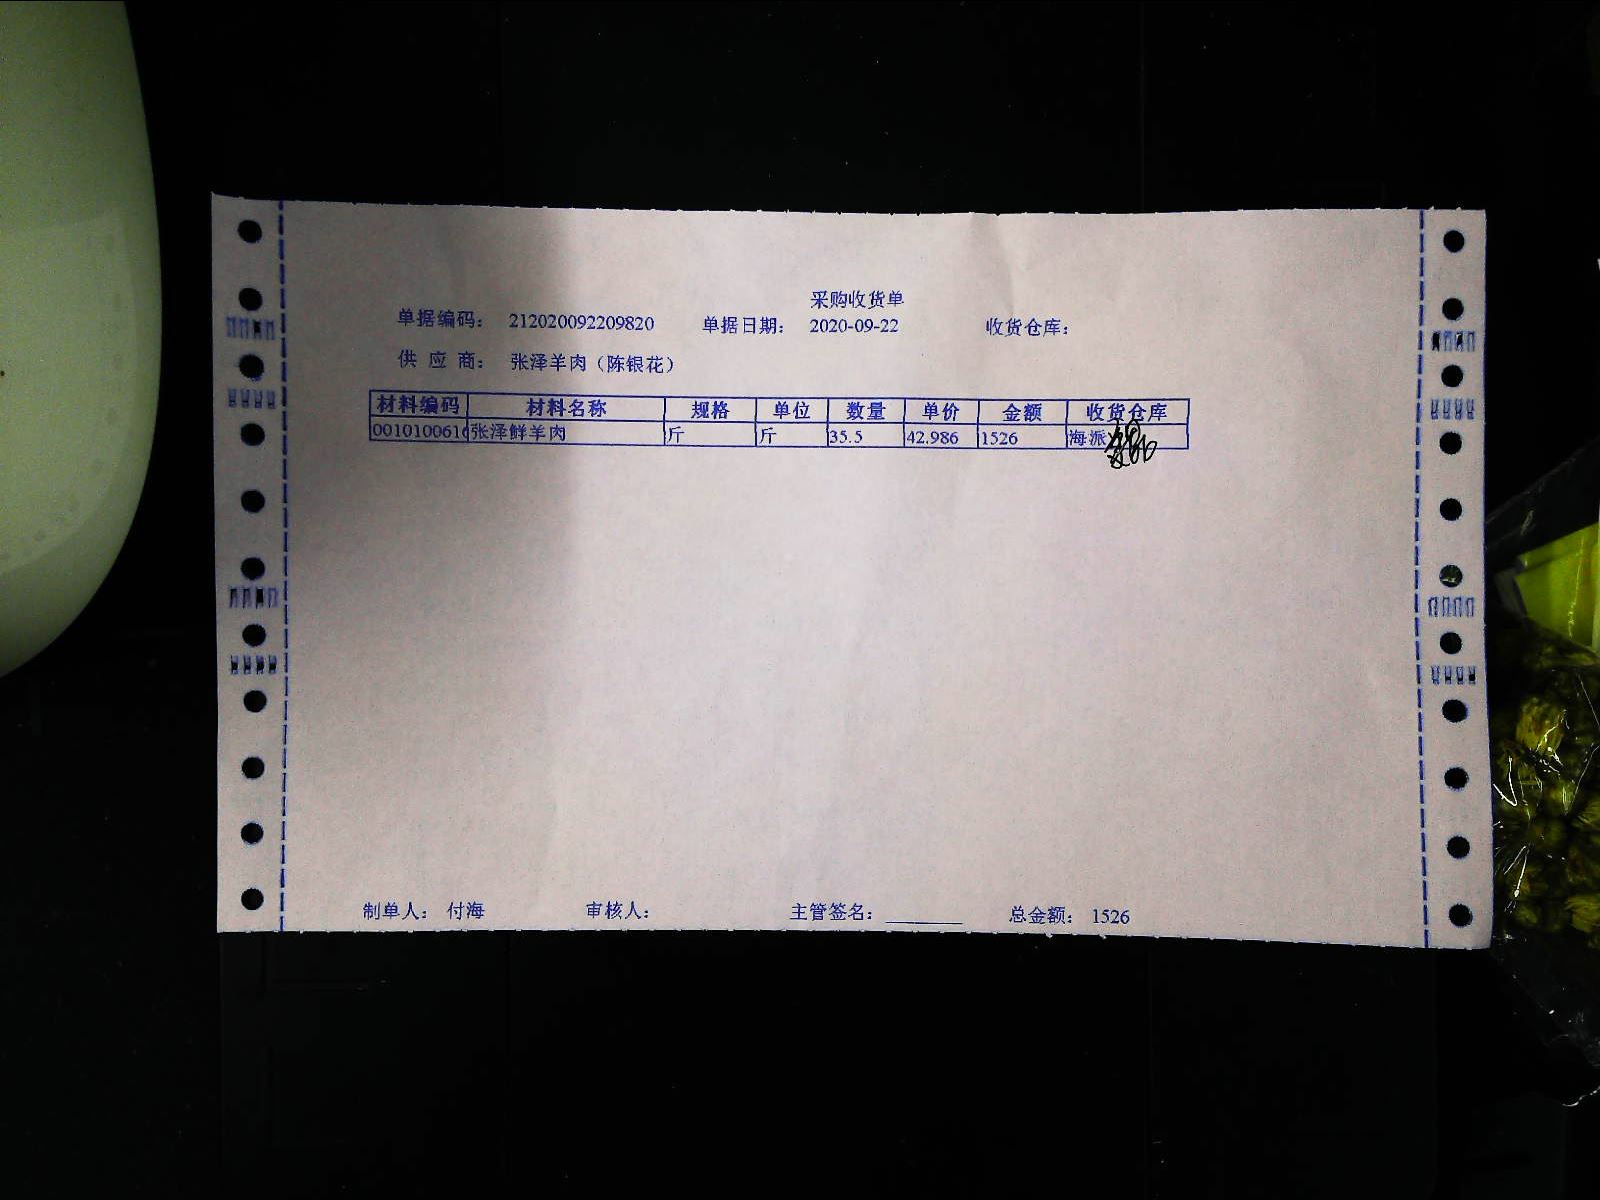 采购收货单
单据编码： 212020092209820 单据日期： 2020-09-22 收货仓库：
供 应 商： 张泽羊肉（陈银花）
材料编码 材料名称 规格 单位 数量 单价 金额 收货仓库
0010100616 张泽鲜羊肉 斤 斤 35.5 42.986 1526 海派
制单人： 付海 审核人： 主管签名： 总金额： 1526